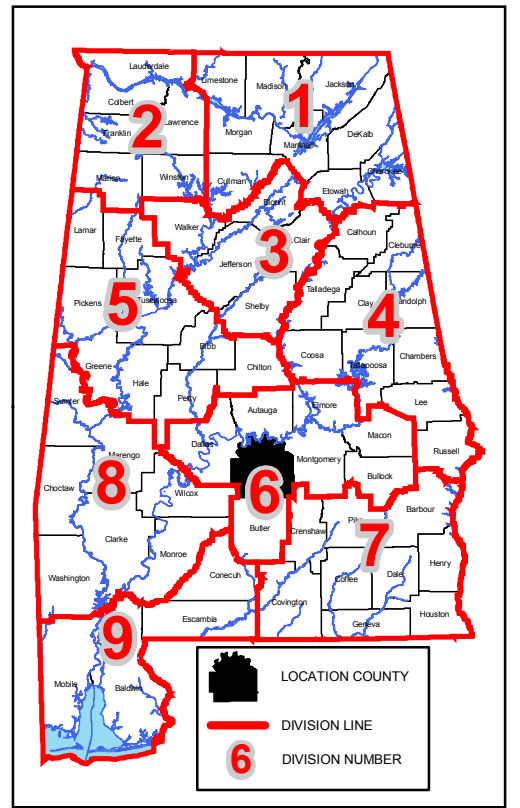 Lauderdale
Limestone
Madison
Jackson
1
Colbert
Lawrence
2
Franklin
Morgan
Marshall
DeKalb
Marion
Winston
Cullman
Cherokee
Etowah
Blount
Lamar
Fayette
Walker
3
St. Clair
Calhoun
Cleburne
Jefferson
Talladega
Pickens
5
Tuscaloosa
Shelby
Clay
Randolph
4
Bibb
Greene
Hale
Chilton
Coosa
Tallapoosa
Chambers
Sumter
Perry
Autauga
Elmore
Lee
Dallas
Macon
Russell
Marengo
Montgomery
Bullock
Choctaw
8
Wilcox
6
Barbour
Butler
Crenshaw
Pike
7
Clarke
Monroe
Conecuh
Coffee
Dale
Henry
Washington
Covington
Escambia
Geneva
Houston
9
Mobile
Baldwin
LOCATION COUNTY
DIVISION LINE
6 DIVISION NUMBER